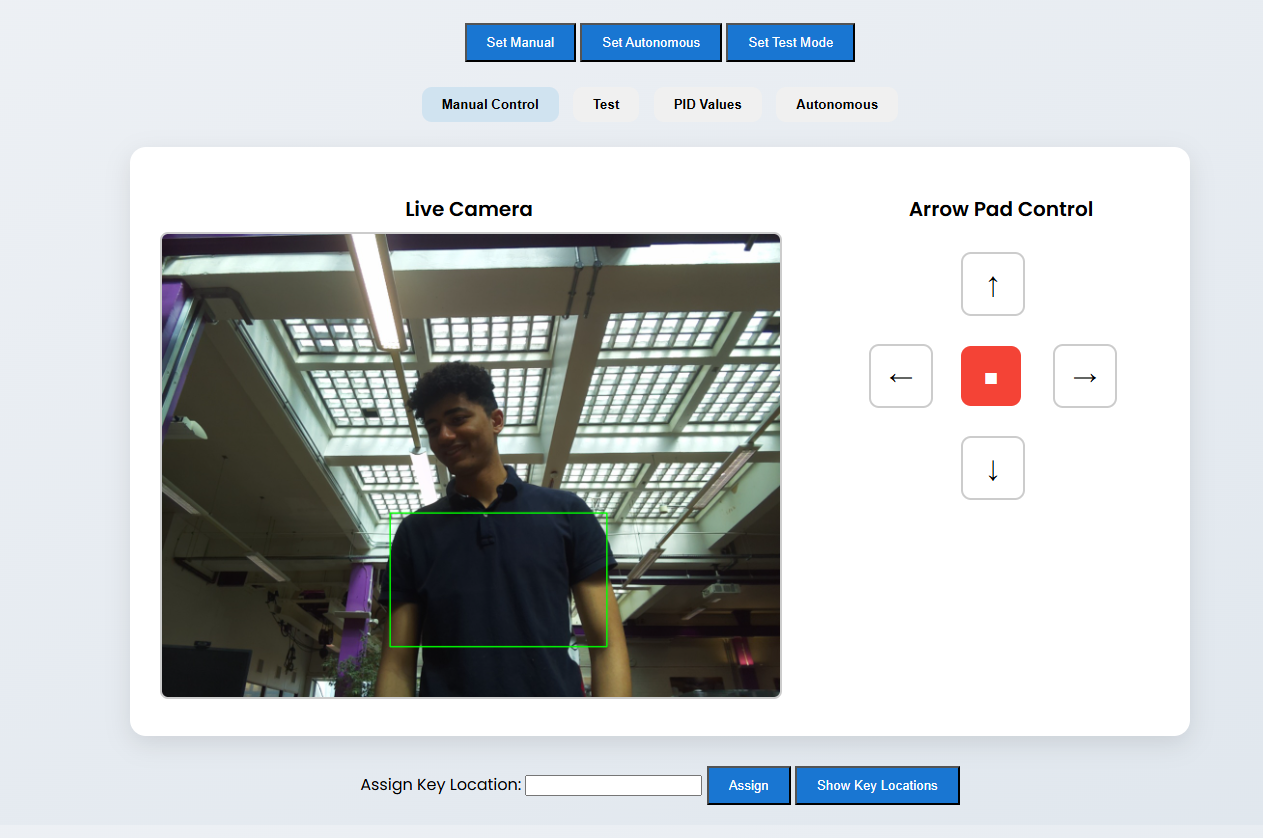 Set Manual Set Autonomous Set Test Mode
Manual Control Test PID Values Autonomous
Live Camera
Arrow Pad Control
↑
← ■ →
↓
Assign Key Location: Assign Show Key Locations